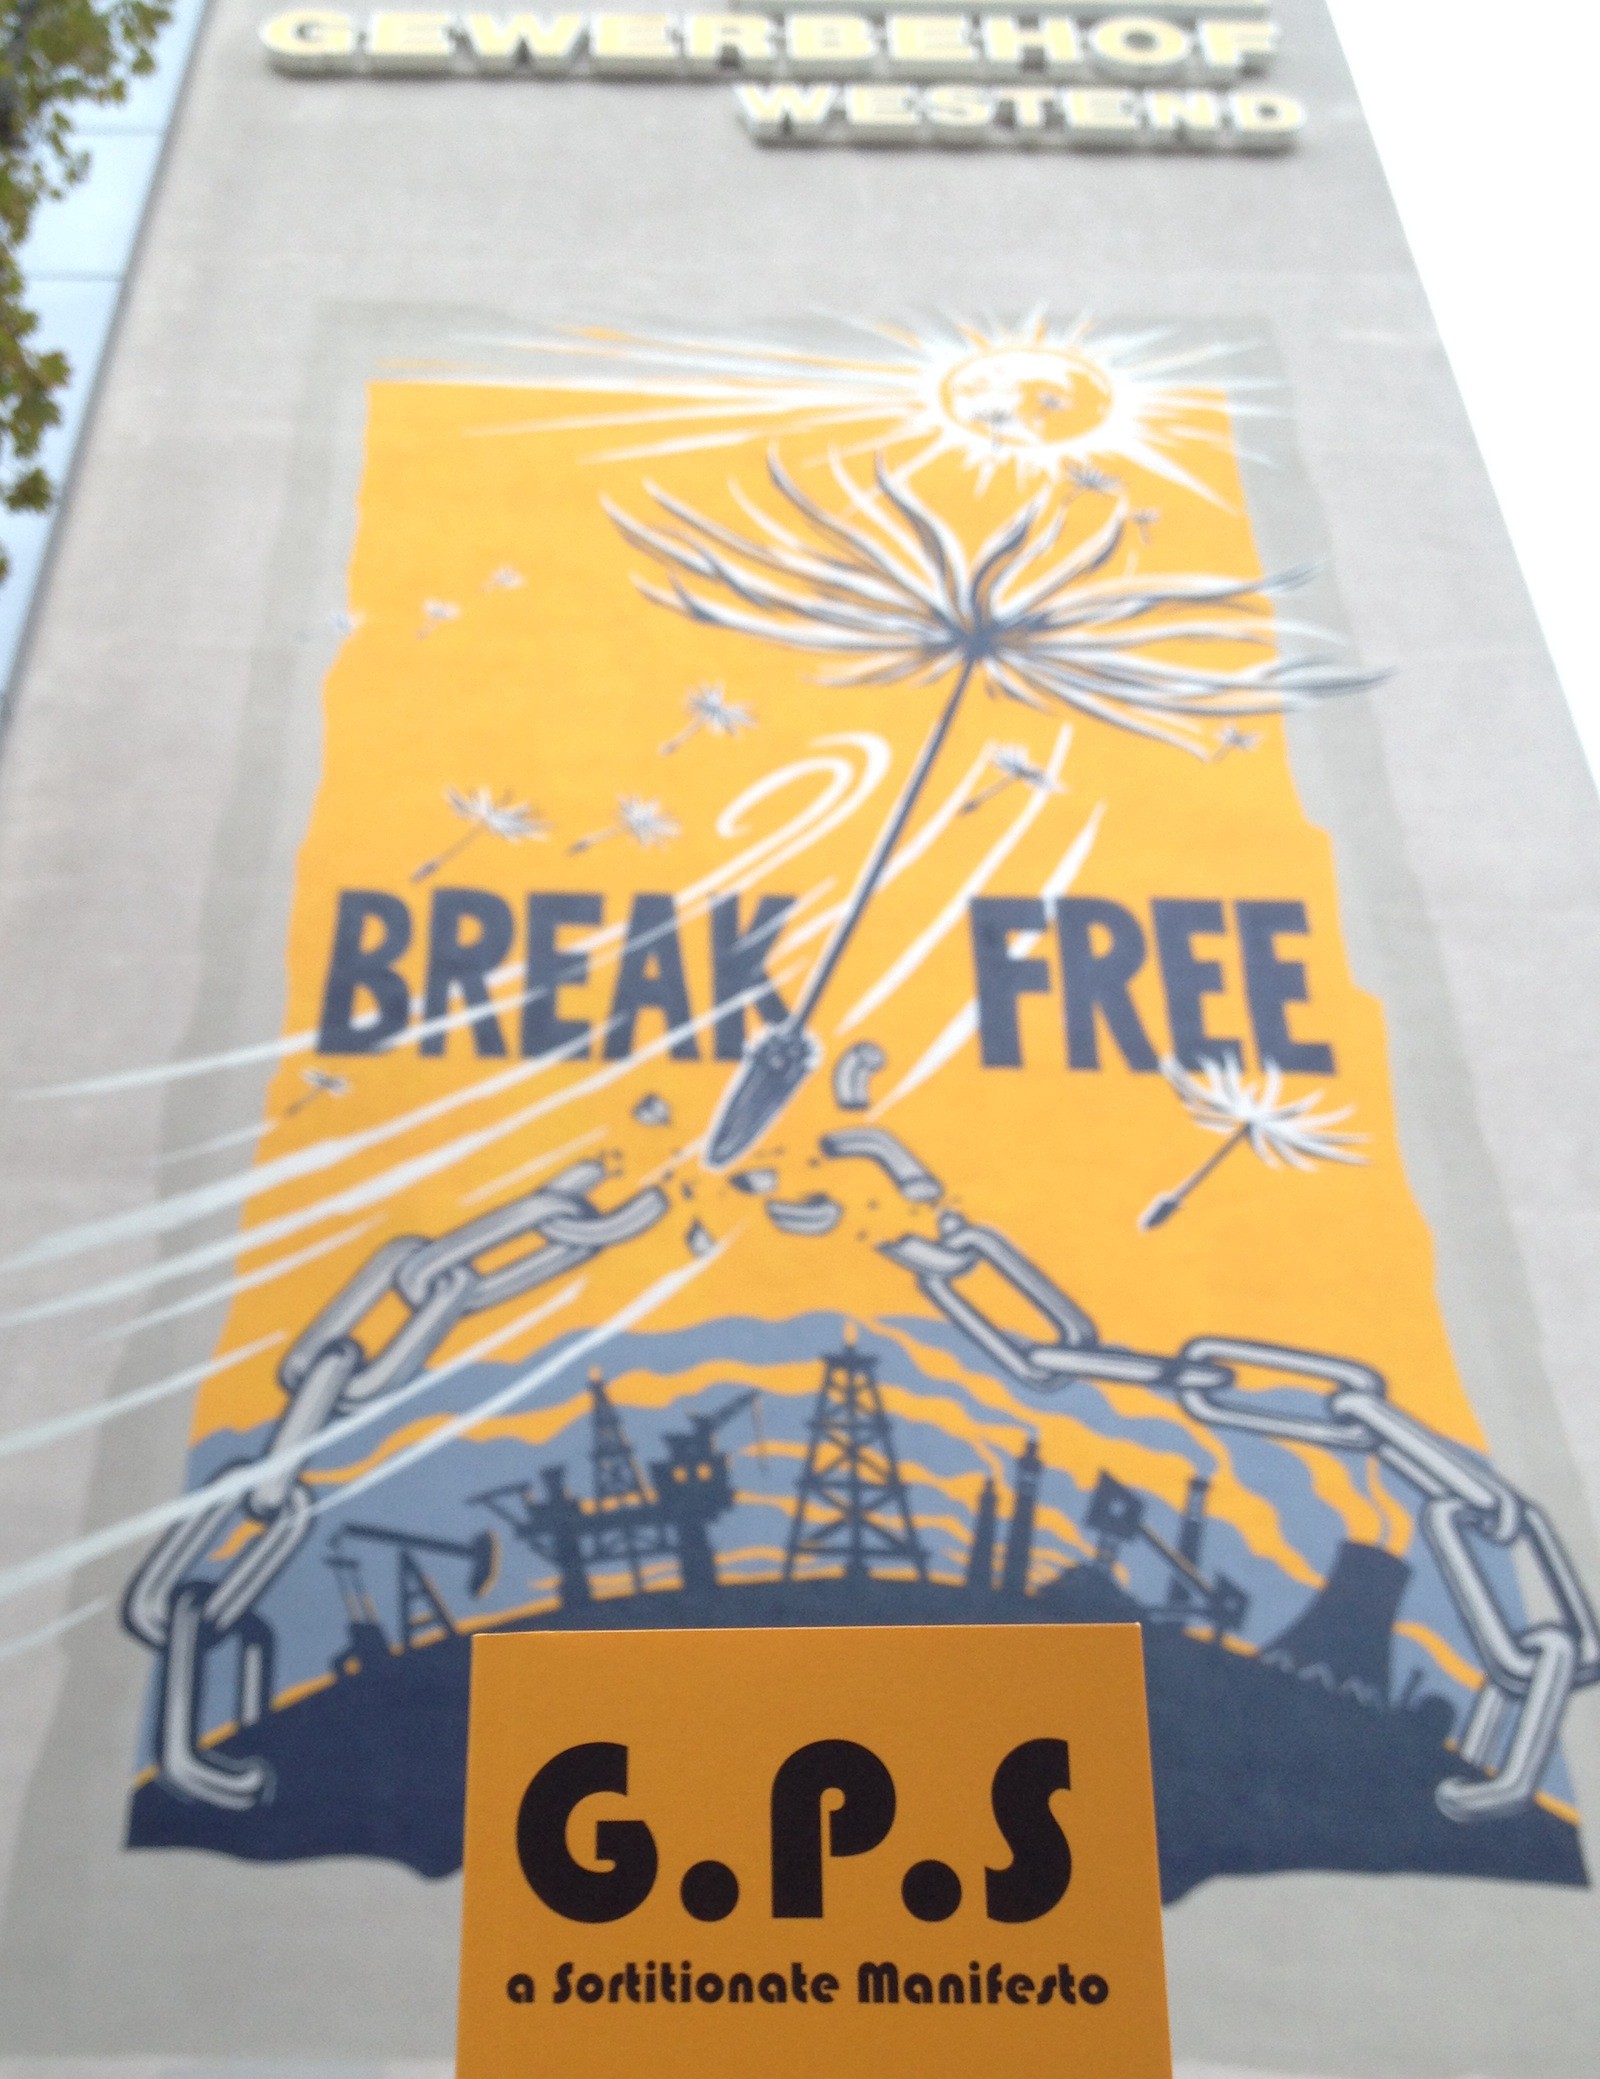 GEWERBEHOF
WESTEND
BREAK FREE
G.P.S
a Sortitionate Manifesto